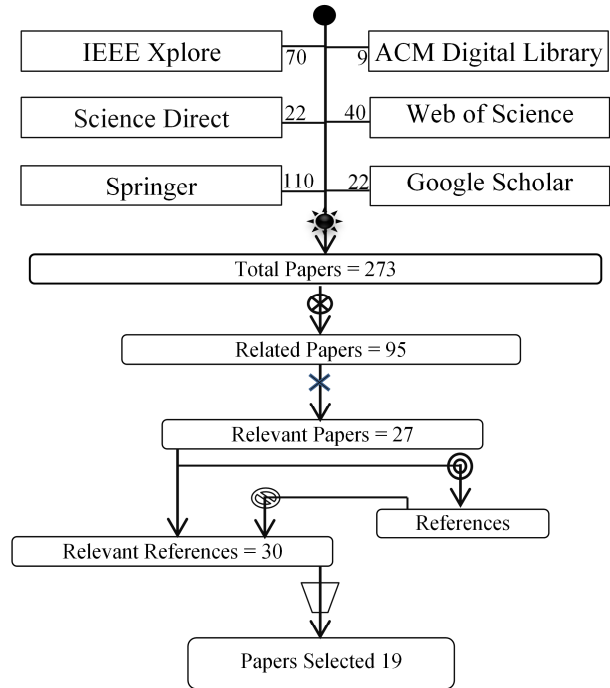 IEEE Xplore
70
9
ACM Digital Library
Science Direct
22
40
Web of Science
Springer
110
22
Google Scholar
Total Papers = 273
Related Papers = 95
Relevant Papers = 27
References
Relevant References = 30
Papers Selected 19